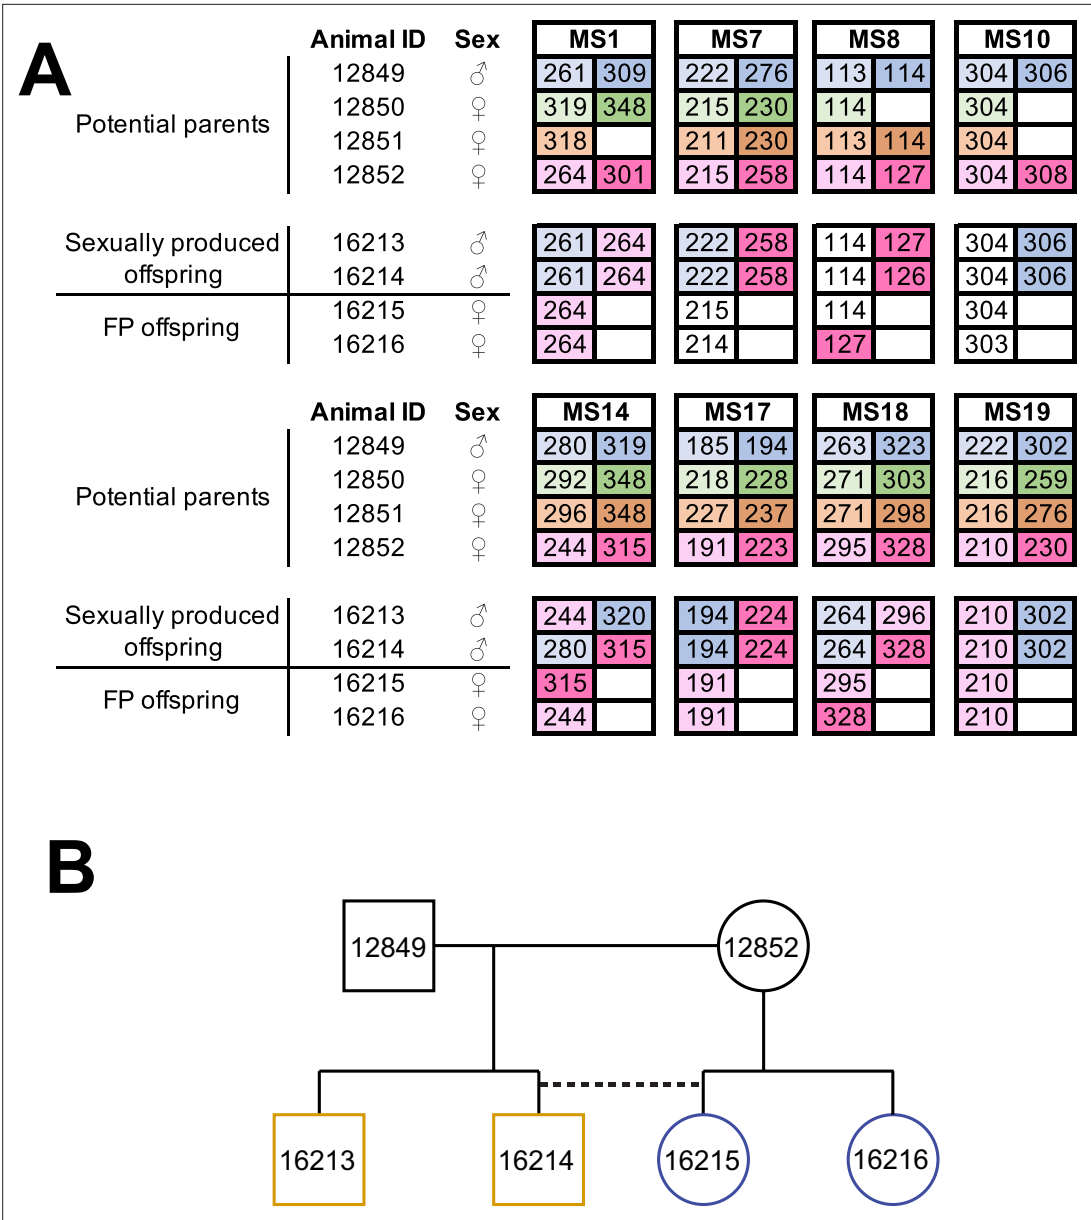 A
Animal ID Sex MS1 MS7 MS8 MS10
Potential parents
12849 ♂ 261 309 222 276 113 114 304 306
12850 ♀ 319 348 215 230 114 304
12851 ♀ 318 211 230 113 114 304
12852 ♀ 264 301 215 258 114 127 304 308
Sexually produced
offspring
16213 ♂ 261 264 222 258 114 127 304 306
16214 ♂ 261 264 222 258 114 126 304 306
FP offspring
16215 ♀ 264 215 114 304
16216 ♀ 264 214 127 303
Animal ID Sex MS14 MS17 MS18 MS19
Potential parents
12849 ♂ 280 319 185 194 263 323 222 302
12850 ♀ 292 348 218 228 271 303 216 259
12851 ♀ 296 348 227 237 271 298 216 276
12852 ♀ 244 315 191 223 295 328 210 230
Sexually produced
offspring
16213 ♂ 244 320 194 224 264 296 210 302
16214 ♂ 280 315 194 224 264 328 210 302
FP offspring
16215 ♀ 315 191 295 210
16216 ♀ 244 191 328 210
B
12849 12852
16213 16214 16215 16216